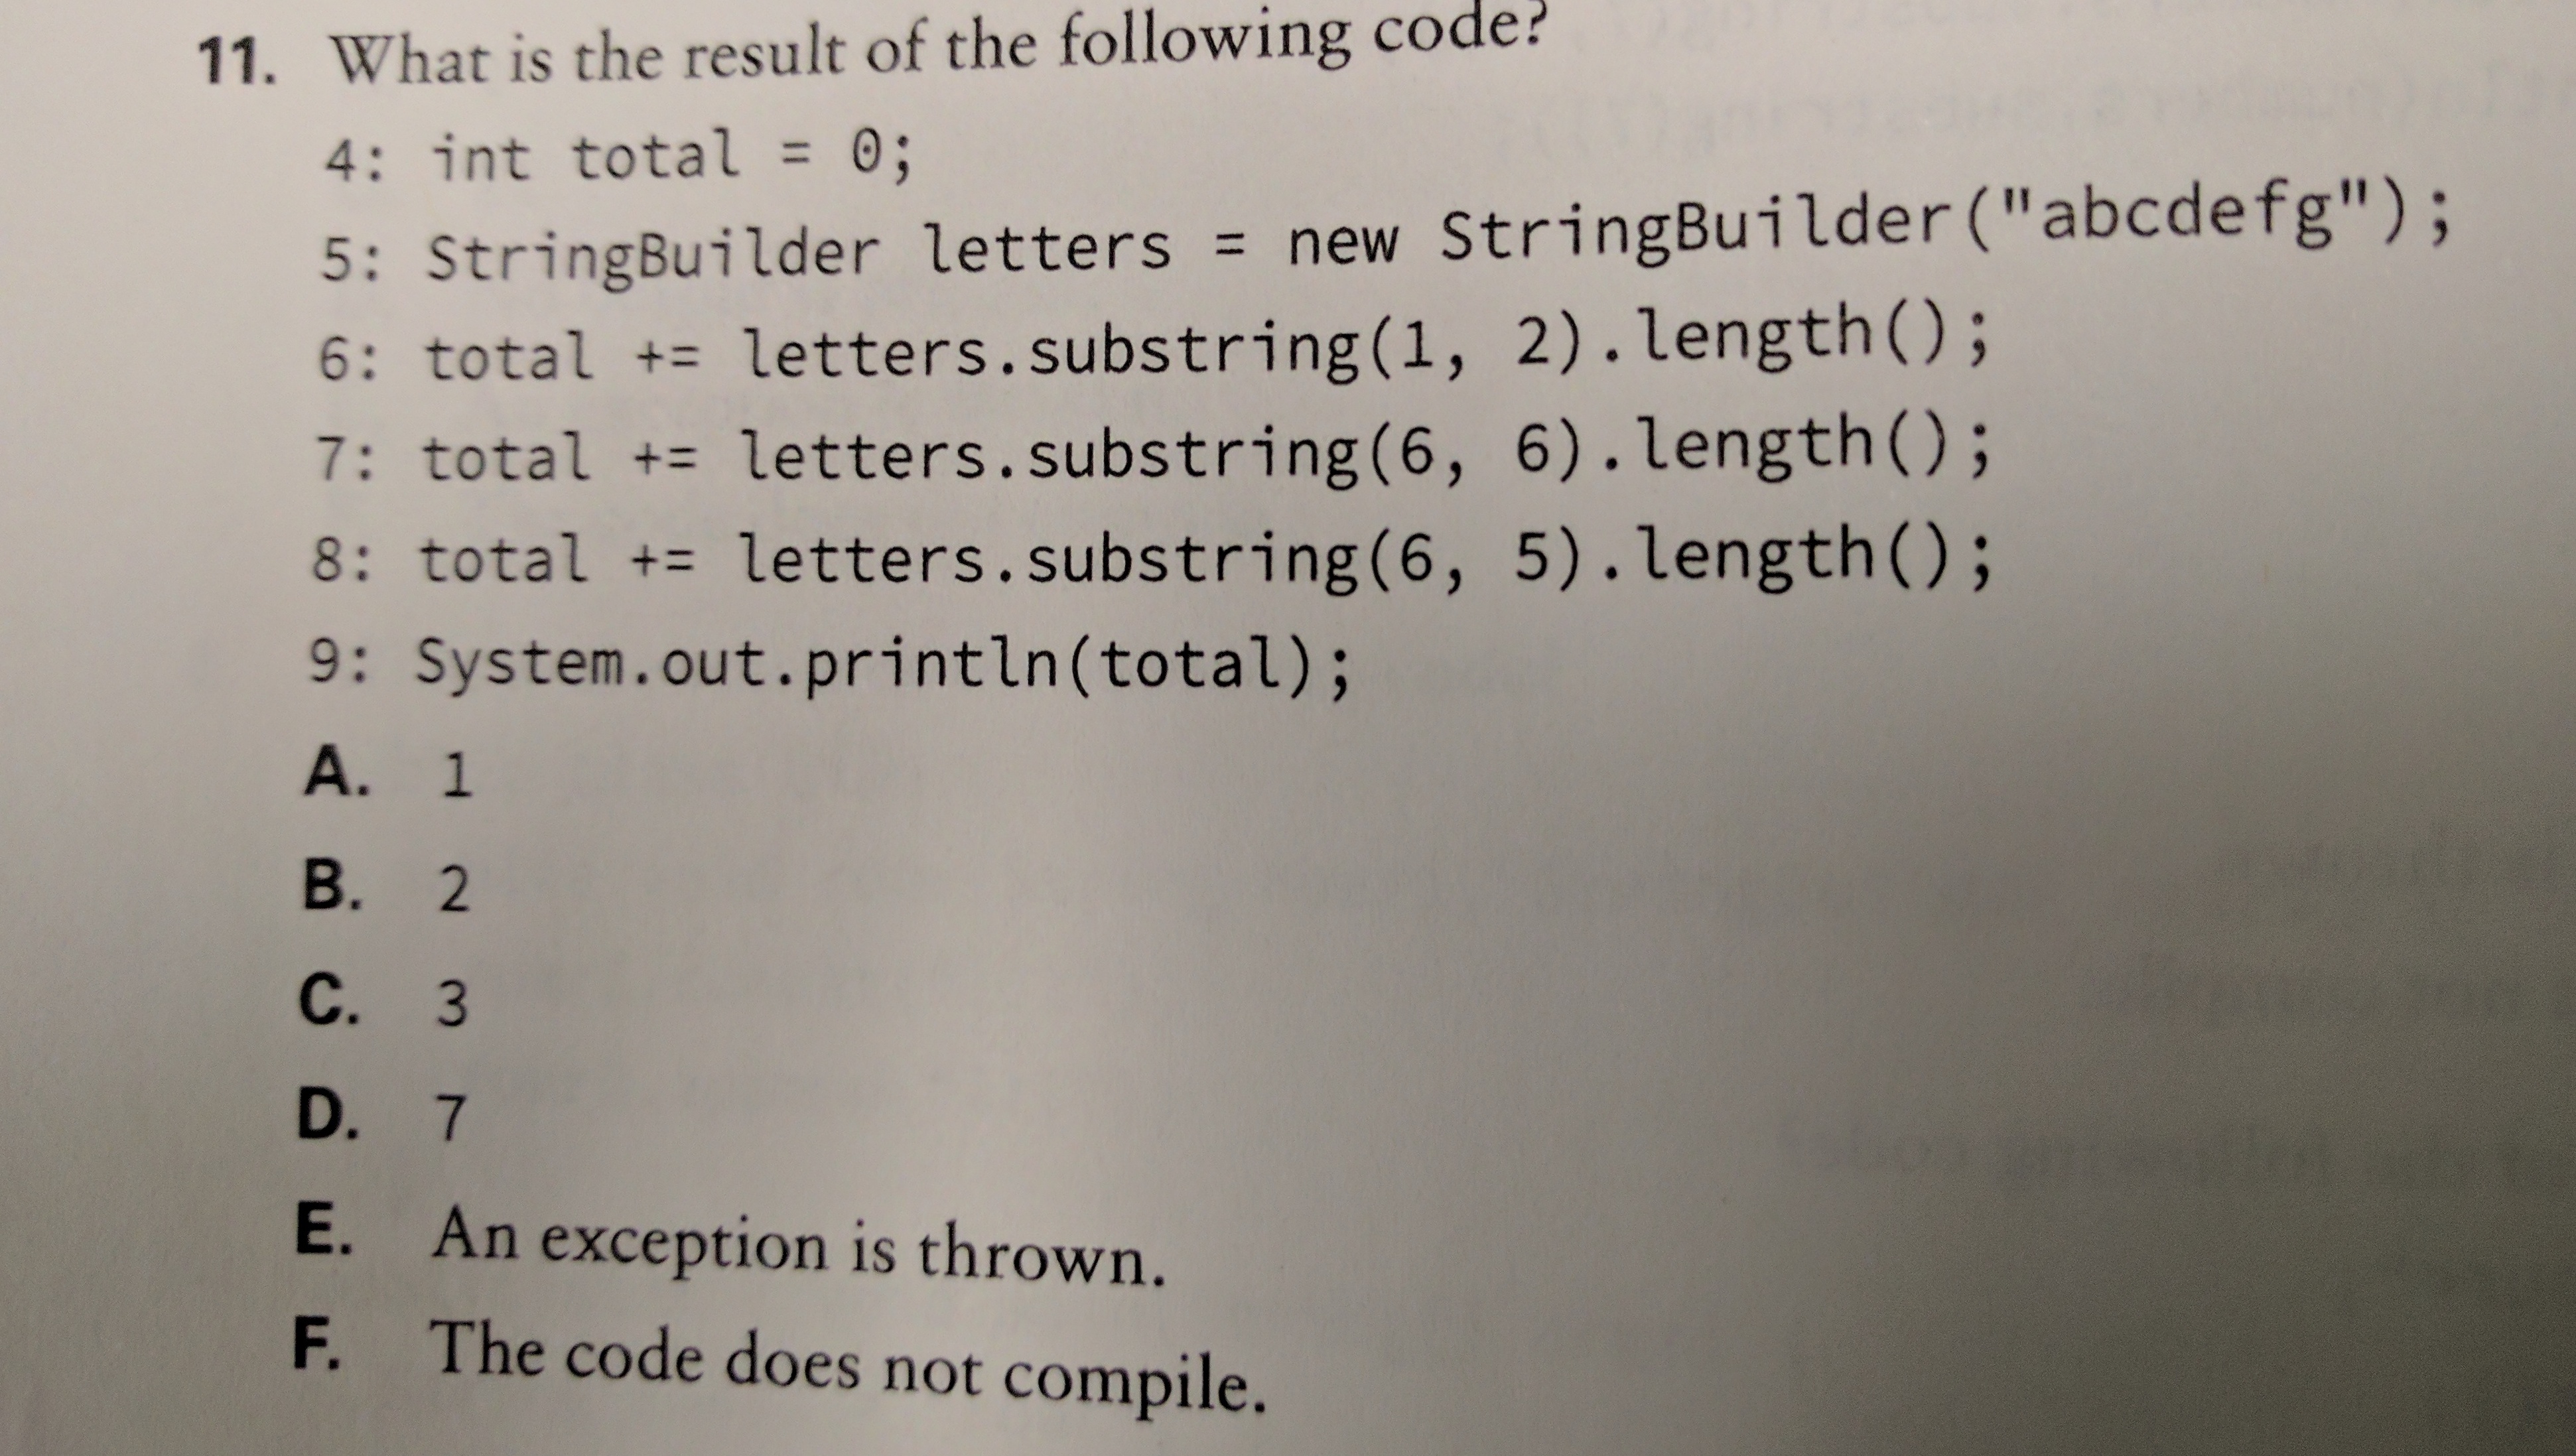 11. What is the result of the following code?
4: int total = 0;
5: StringBuilder letters = new StringBuilder("abcdefg");
6: total += letters.substring(1, 2).length();
7: total += letters.substring(6, 6).length();
8: total += letters.substring(6, 5).length();
9: System.out.println(total);
A. 1
B. 2
C. 3
D. 7
E. An exception is thrown.
F. The code does not compile.